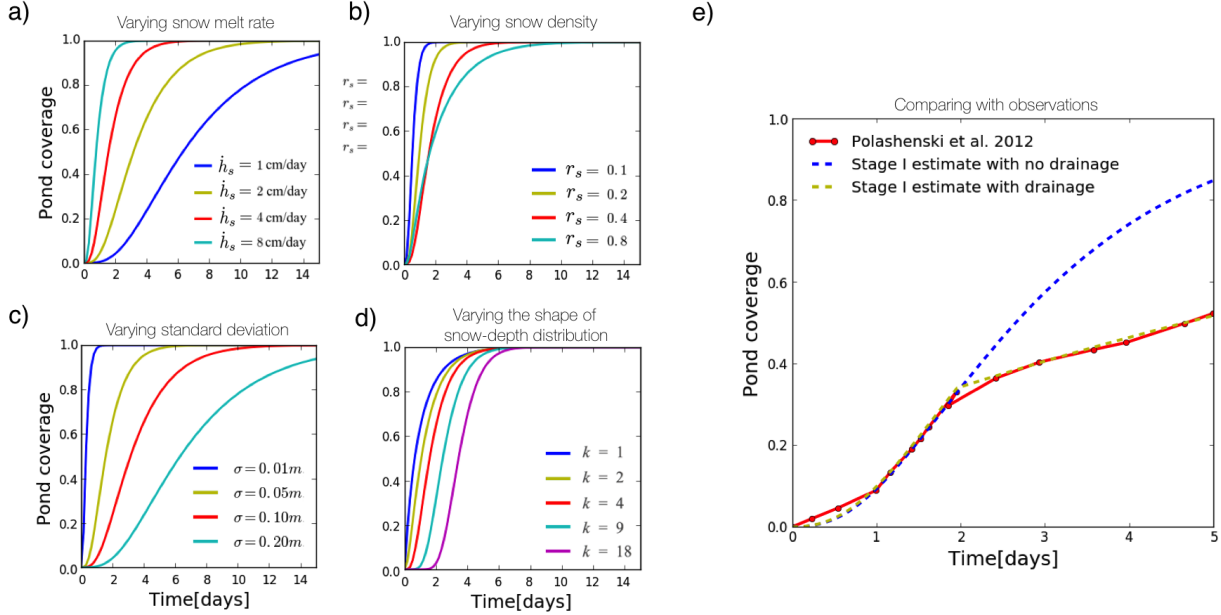 a)
Varying snow melt rate
Pond coverage
1.0
0.8
0.6
0.4
0.2
0.0
0 2 4 6 8 10 12 14
ḣₛ = 1 cm/day
ḣₛ = 2 cm/day
ḣₛ = 4 cm/day
ḣₛ = 8 cm/day
b)
Varying snow density
rₛ =
rₛ =
rₛ =
rₛ =
1.0
0.8
0.6
0.4
0.2
0.0
0 2 4 6 8 10 12 14
rₛ = 0.1
rₛ = 0.2
rₛ = 0.4
rₛ = 0.8
c)
Varying standard deviation
Pond coverage
1.0
0.8
0.6
0.4
0.2
0.0
0 2 4 6 8 10 12 14
Time[days]
σ=0.01m
σ=0.05m
σ=0.10m
σ=0.20m
d)
Varying the shape of
snow-depth distribution
1.0
0.8
0.6
0.4
0.2
0.0
0 2 4 6 8 10 12 14
Time[days]
k = 1
k = 2
k = 4
k = 9
k = 18
e)
Comparing with observations
Pond coverage
1.0
0.8
0.6
0.4
0.2
0.0
0 1 2 3 4 5
Time[days]
Polashenski et al. 2012
Stage I estimate with no drainage
Stage I estimate with drainage